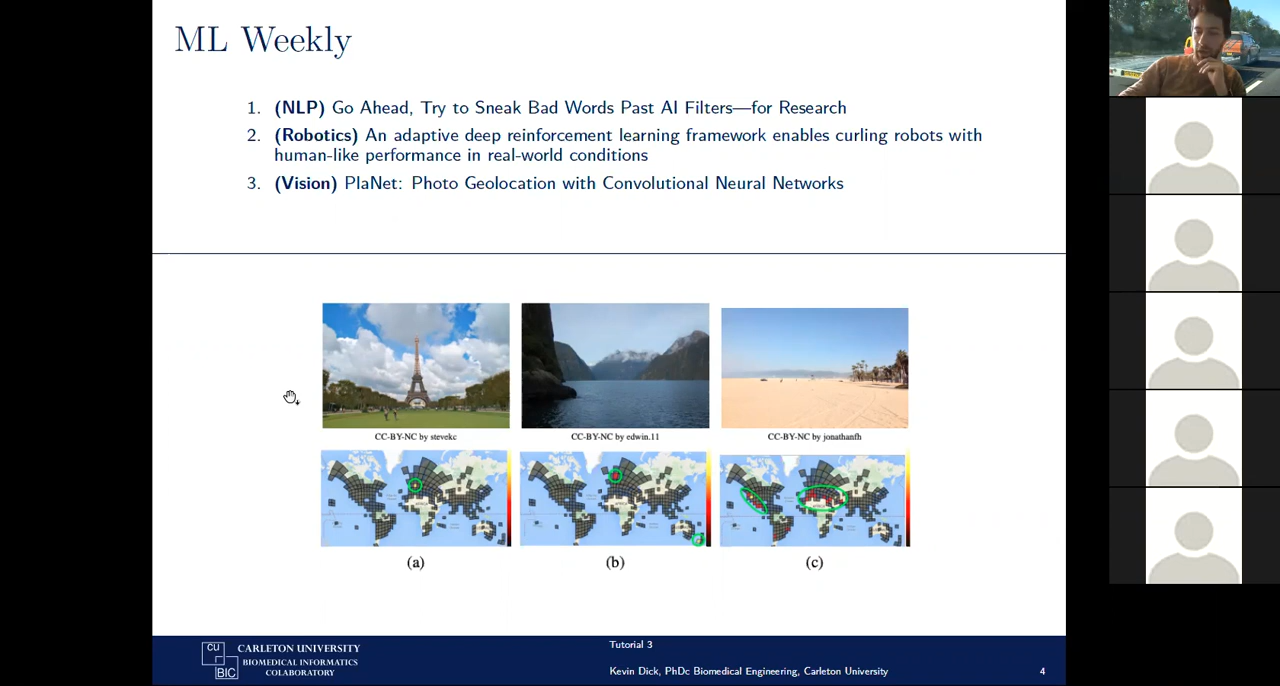 ML Weekly
1. (NLP) Go Ahead, Try to Sneak Bad Words Past AI Filters—for Research
2. (Robotics) An adaptive deep reinforcement learning framework enables curling robots with
human-like performance in real-world conditions
3. (Vision) PlaNet: Photo Geolocation with Convolutional Neural Networks
CC-BY-NC by stevekc
CC-BY-NC by edwin.11
CC-BY-NC by jonathanfh
(a)
(b)
(c)
CU
BIC
CARLETON UNIVERSITY
BIOMEDICAL INFORMATICS
COLABORATORY
Tutorial 3
Kevin Dick, PhDc Biomedical Engineering, Carleton University
4